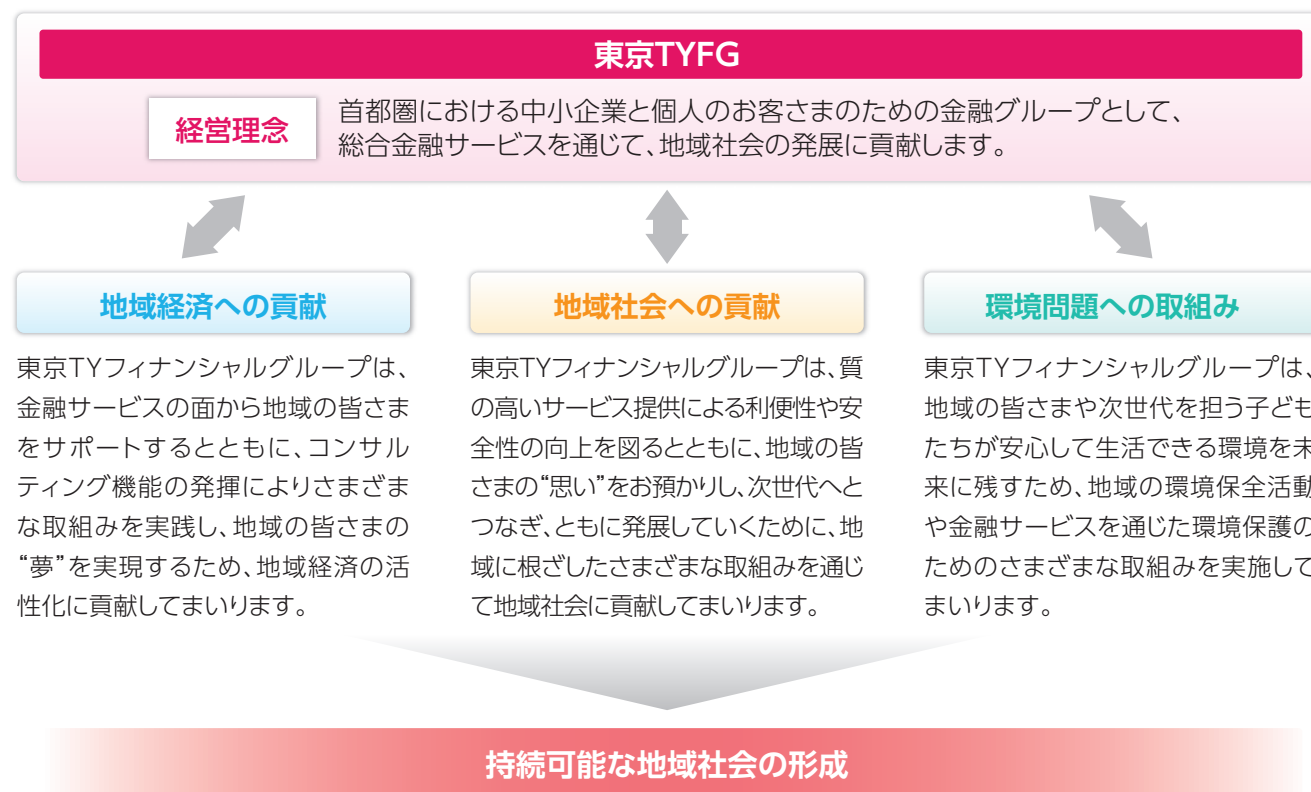 東京TYFG
経営理念
首都圏における中小企業と個人のお客さまのための金融グループとして、
総合金融サービスを通じて、地域社会の発展に貢献します。
地域経済への貢献
東京TYフィナンシャルグループは、
金融サービスの面から地域の皆さま
をサポートするとともに、コンサル
ティング機能の発揮によりさまざま
な取組みを実践し、地域の皆さまの
“夢”を実現するため、地域経済の活
性化に貢献してまいります。
地域社会への貢献
東京TYフィナンシャルグループは、質
の高いサービス提供による利便性や安
全性の向上を図るとともに、地域の皆
さまの“思い”をお預かりし、次世代へと
つなぎ、ともに発展していくために、地
域に根ざしたさまざまな取組みを通じ
て地域社会に貢献してまいります。
環境問題への取組み
東京TYフィナンシャルグループは、
地域の皆さまや次世代を担う子ども
たちが安心して生活できる環境を未
来に残すため、地域の環境保全活動
や金融サービスを通じた環境保護の
ためのさまざまな取組みを実施して
まいります。
持続可能な地域社会の形成